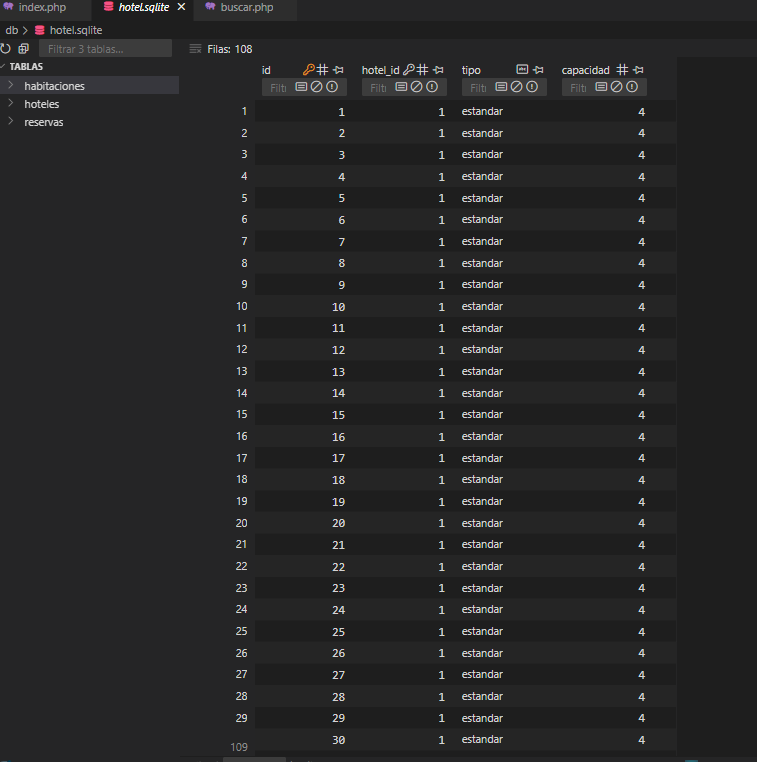 index.php hotel.sqlite buscar.php
db > hotel.sqlite
Filtrar 3 tablas... Filas: 108
TABLAS
habitaciones
hoteles
reservas
id hotel_id tipo capacidad
Filt Filt Filt Filt
1 1 1 estandar 4
2 2 1 estandar 4
3 3 1 estandar 4
4 4 1 estandar 4
5 5 1 estandar 4
6 6 1 estandar 4
7 7 1 estandar 4
8 8 1 estandar 4
9 9 1 estandar 4
10 10 1 estandar 4
11 11 1 estandar 4
12 12 1 estandar 4
13 13 1 estandar 4
14 14 1 estandar 4
15 15 1 estandar 4
16 16 1 estandar 4
17 17 1 estandar 4
18 18 1 estandar 4
19 19 1 estandar 4
20 20 1 estandar 4
21 21 1 estandar 4
22 22 1 estandar 4
23 23 1 estandar 4
24 24 1 estandar 4
25 25 1 estandar 4
26 26 1 estandar 4
27 27 1 estandar 4
28 28 1 estandar 4
29 29 1 estandar 4
109 30 1 estandar 4